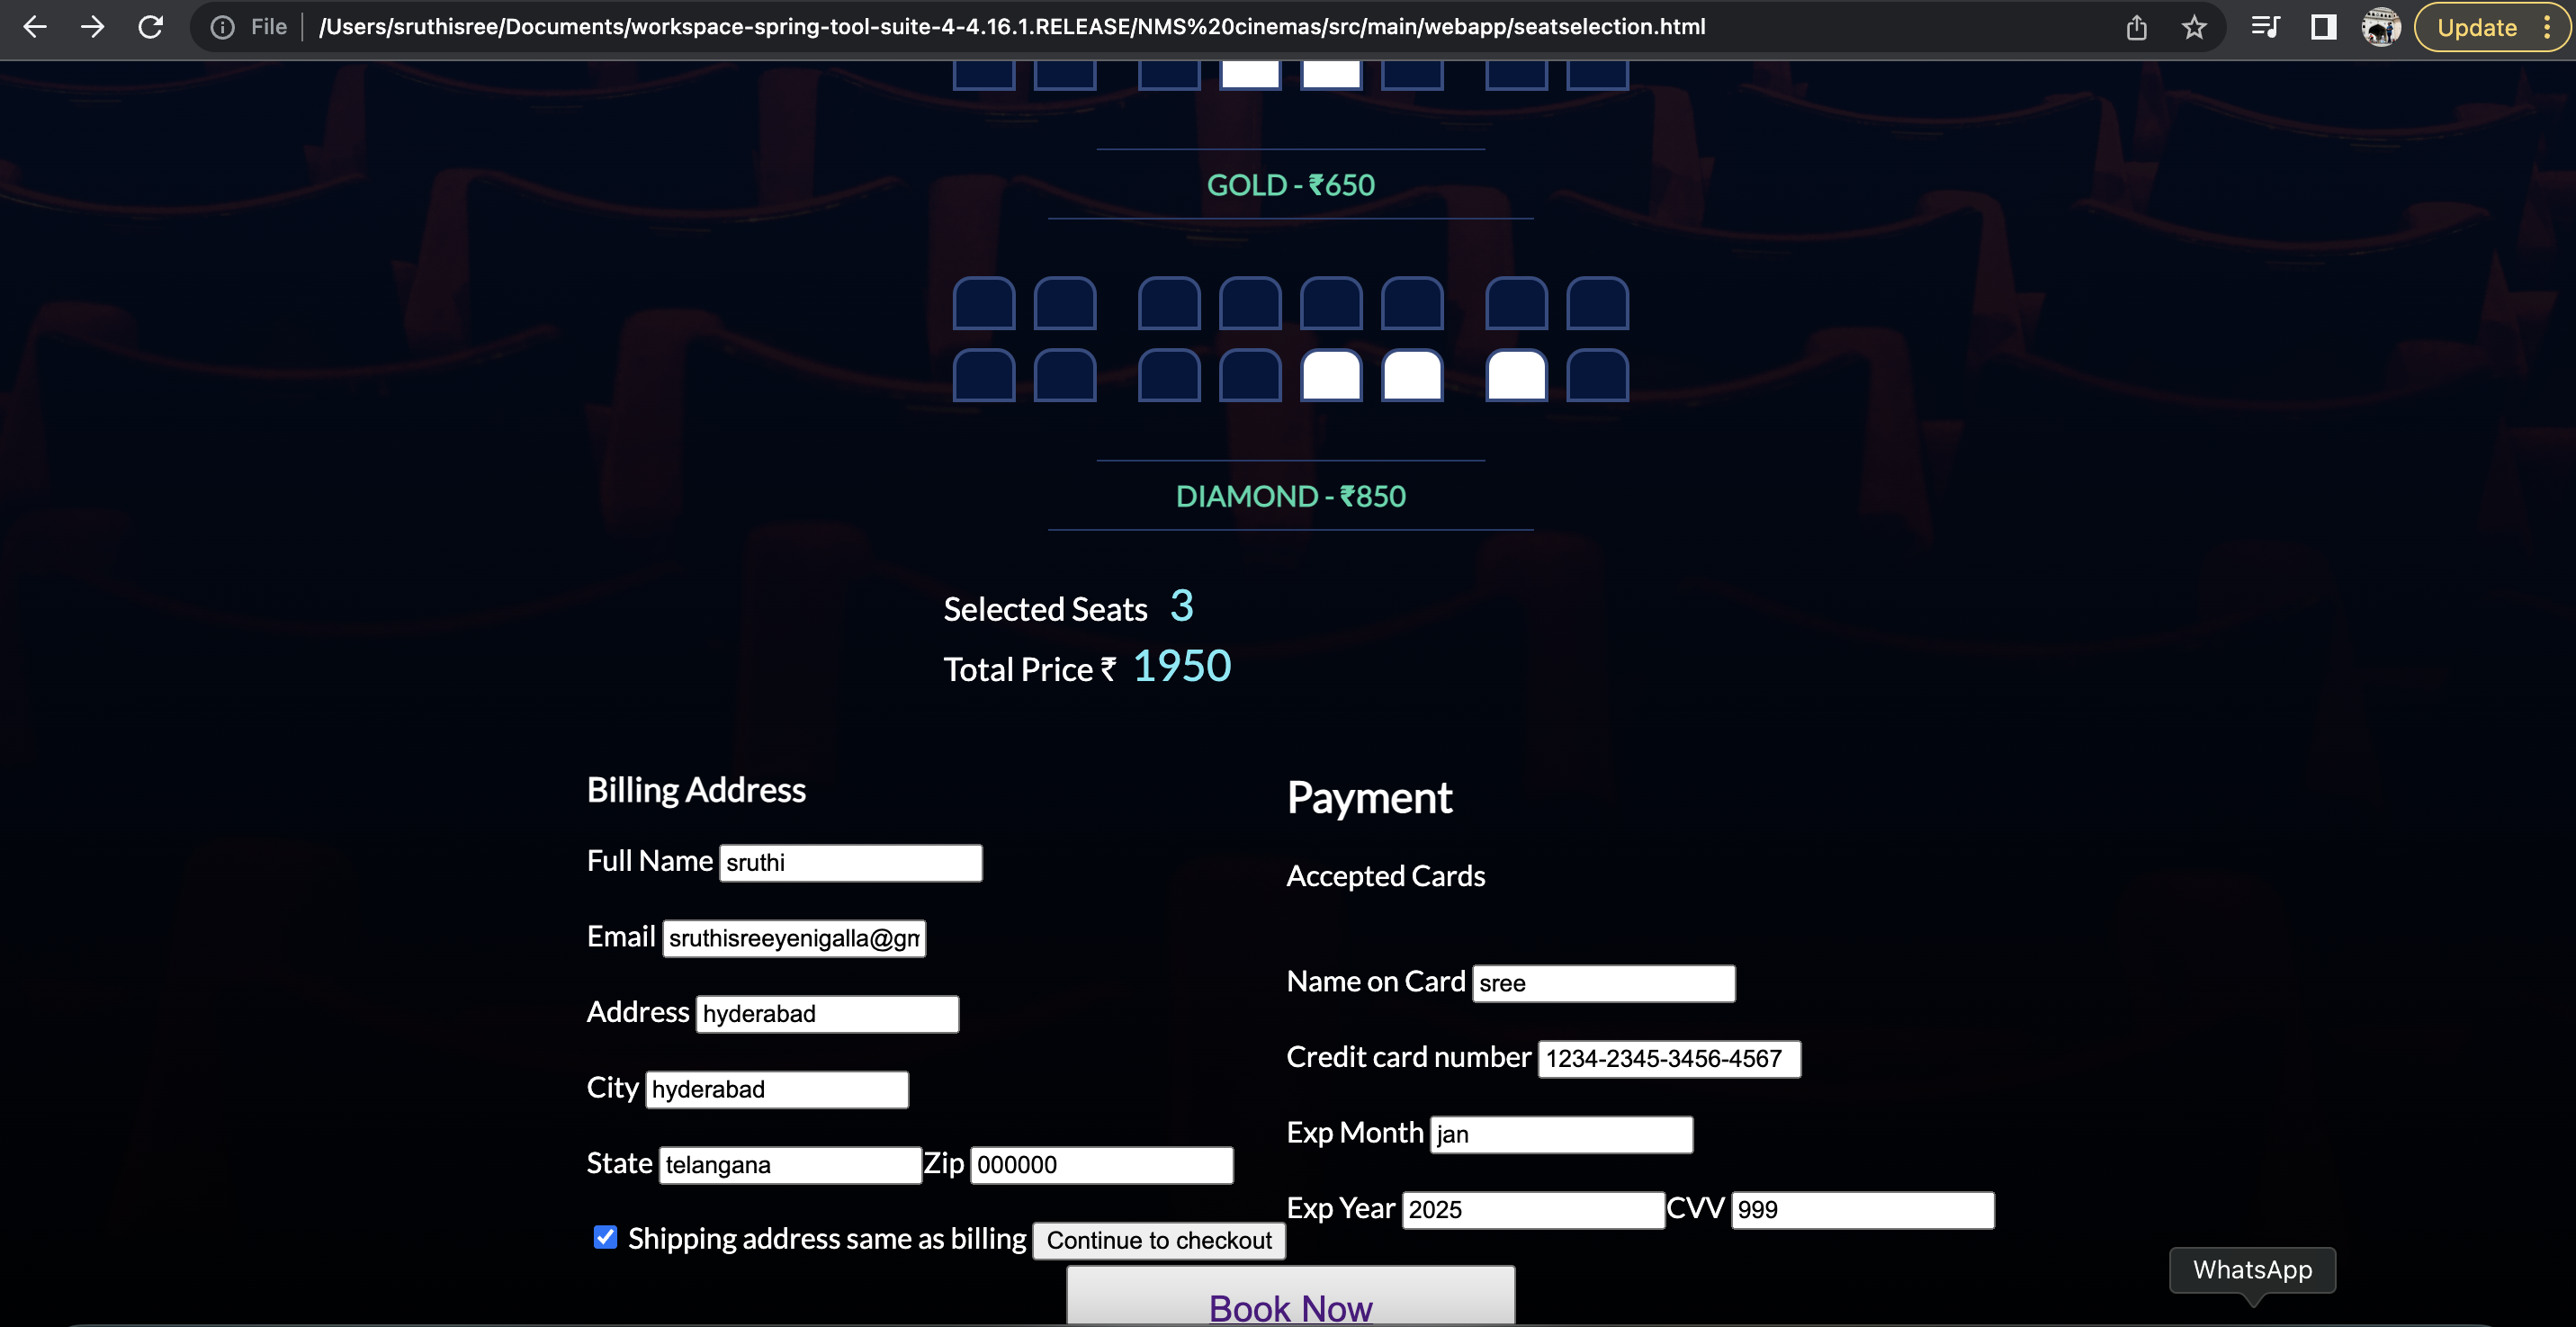 File /Users/sruthisree/Documents/workspace-spring-tool-suite-4-4.16.1.RELEASE/NMS%20cinemas/src/main/webapp/seatselection.html Update
GOLD - ₹650
DIAMOND - ₹850
Selected Seats 3
Total Price ₹ 1950
Billing Address
Full Name sruthi
Email sruthisreeyenigalla@gm
Address hyderabad
City hyderabad
State telangana Zip 000000
Shipping address same as billing Continue to checkout
Payment
Accepted Cards
Name on Card sree
Credit card number 1234-2345-3456-4567
Exp Month jan
Exp Year 2025 CVV 999
Book Now
WhatsApp